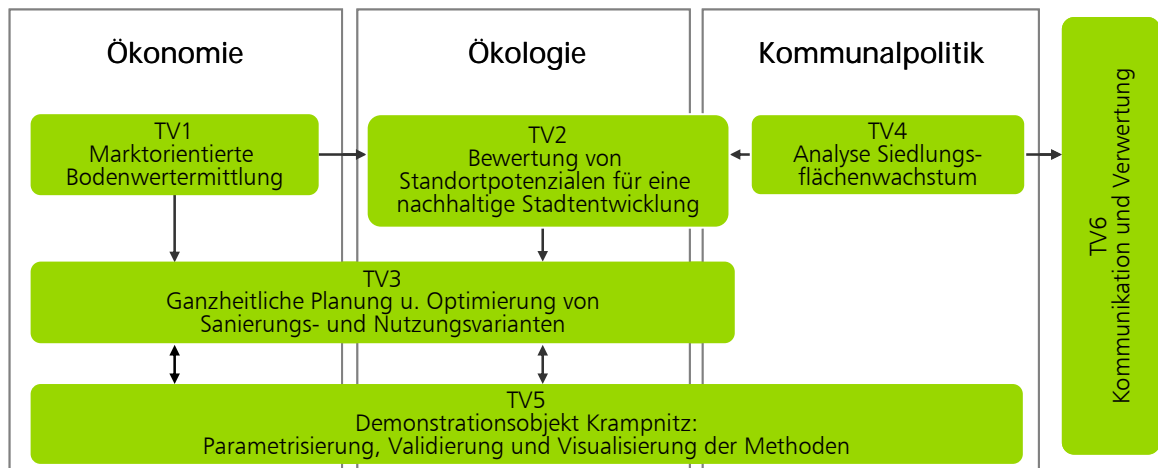 Ökonomie
Ökologie
Kommunalpolitik
TV1
Marktorientierte
Bodenwertermittlung
TV2
Bewertung von
Standortpotenzialen für eine
nachhaltige Stadtentwicklung
TV4
Analyse Siedlungs-
flächenwachstum
TV3
Ganzheitliche Planung u. Optimierung von
Sanierungs- und Nutzungsvarianten
TV5
Demonstrationsobjekt Krampnitz:
Parametrisierung, Validierung und Visualisierung der Methoden
TV6
Kommunikation und Verwertung